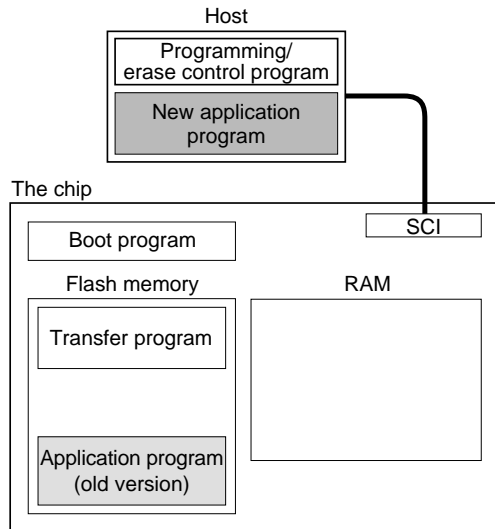 Host
Programming/
erase control program
New application
program
The chip
SCI
Boot program
Flash memory
RAM
Transfer program
Application program
(old version)